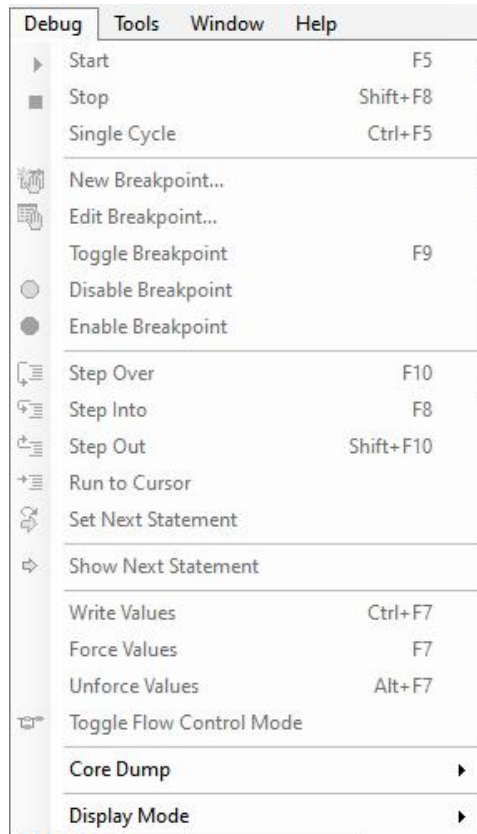 Debug Tools Window Help
Start F5
Stop Shift+F8
Single Cycle Ctrl+F5
New Breakpoint...
Edit Breakpoint...
Toggle Breakpoint F9
Disable Breakpoint
Enable Breakpoint
Step Over F10
Step Into F8
Step Out Shift+F10
Run to Cursor
Set Next Statement
Show Next Statement
Write Values Ctrl+F7
Force Values F7
Unforce Values Alt+F7
Toggle Flow Control Mode
Core Dump
Display Mode